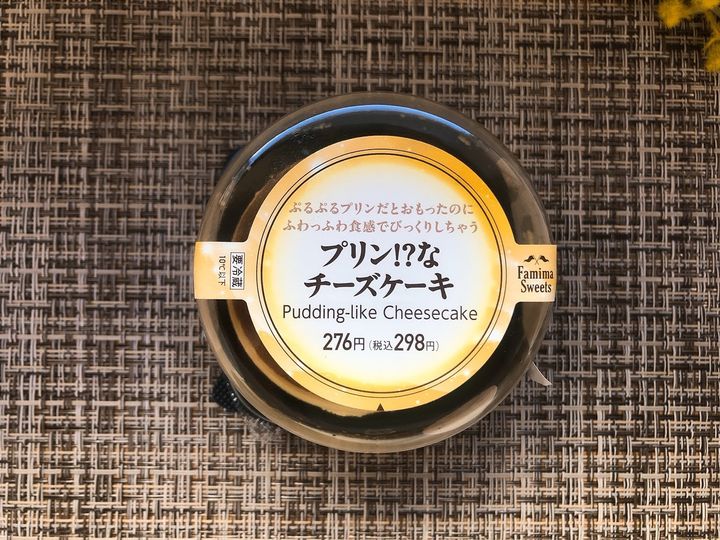 ぷるぷるプリンだとおもったのに
ふわっふわ食感でびっくりしちゃう
プリン!?な
チーズケーキ
Pudding-like Cheesecake
276円(税込298円)
要冷蔵
10℃以下
Famima
Sweets